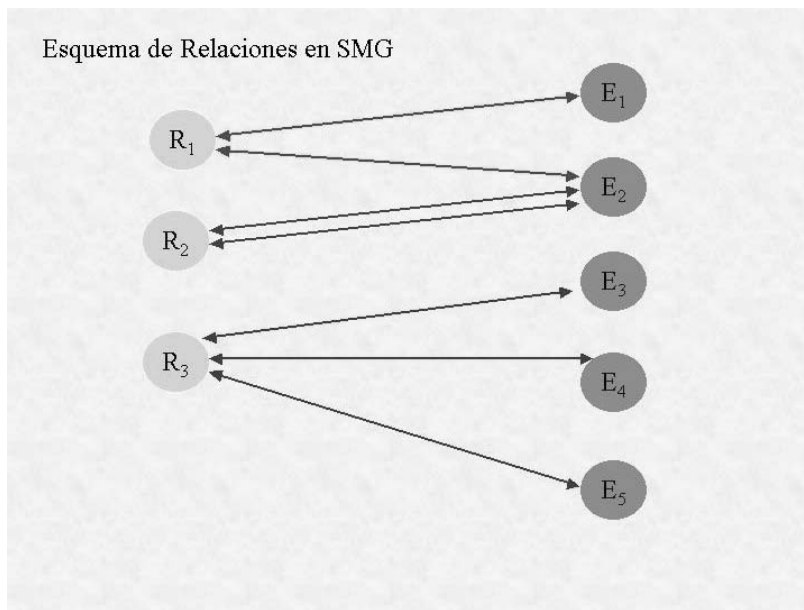 Esquema de Relaciones en SMG
E₁
R₁
E₂
R₂
E₃
R₃
E₄
E₅